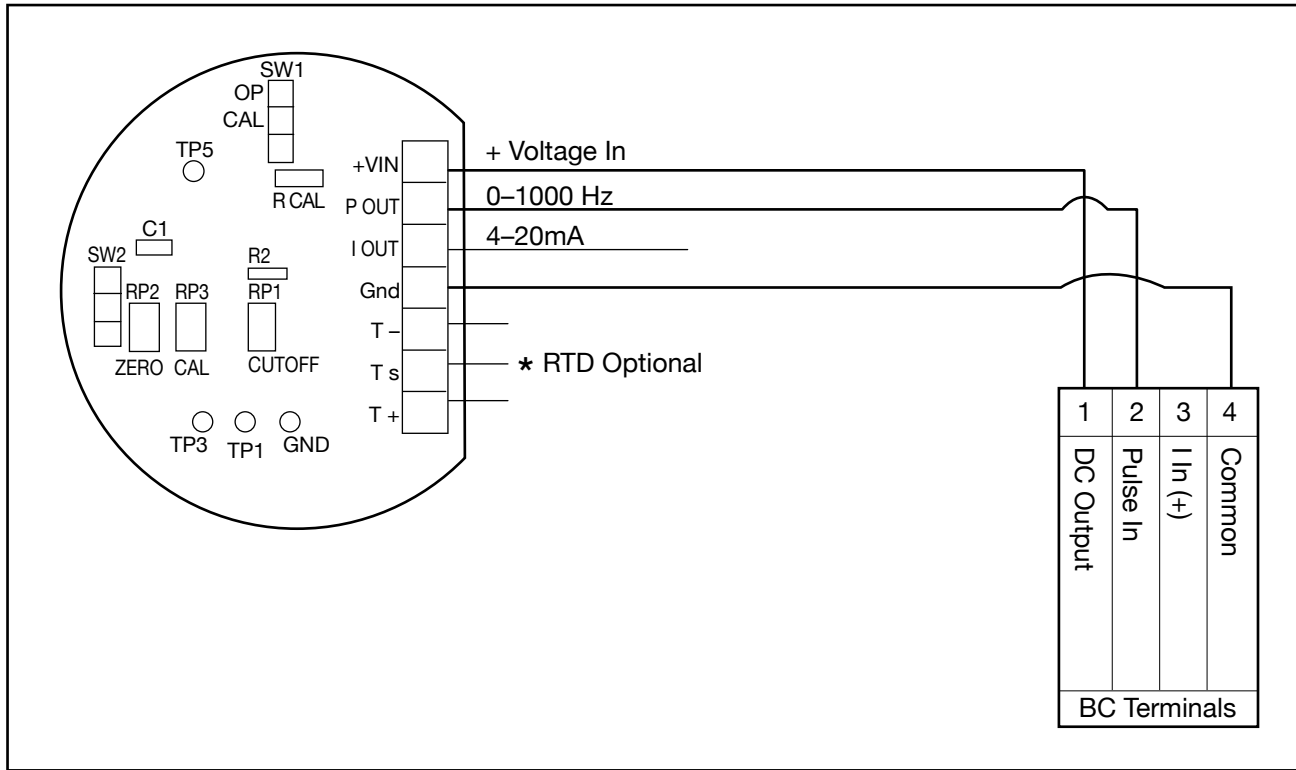 SW1
OP
CAL
TP5
R CAL
C1
SW2
R2
RP2 RP3 RP1
ZERO CAL CUTOFF
TP3 TP1 GND
+VIN + Voltage In
P OUT 0–1000 Hz
I OUT 4–20mA
Gnd
T –
T s * RTD Optional
T +
1 2 3 4
DC Output
Pulse In
I In (+)
Common
BC Terminals